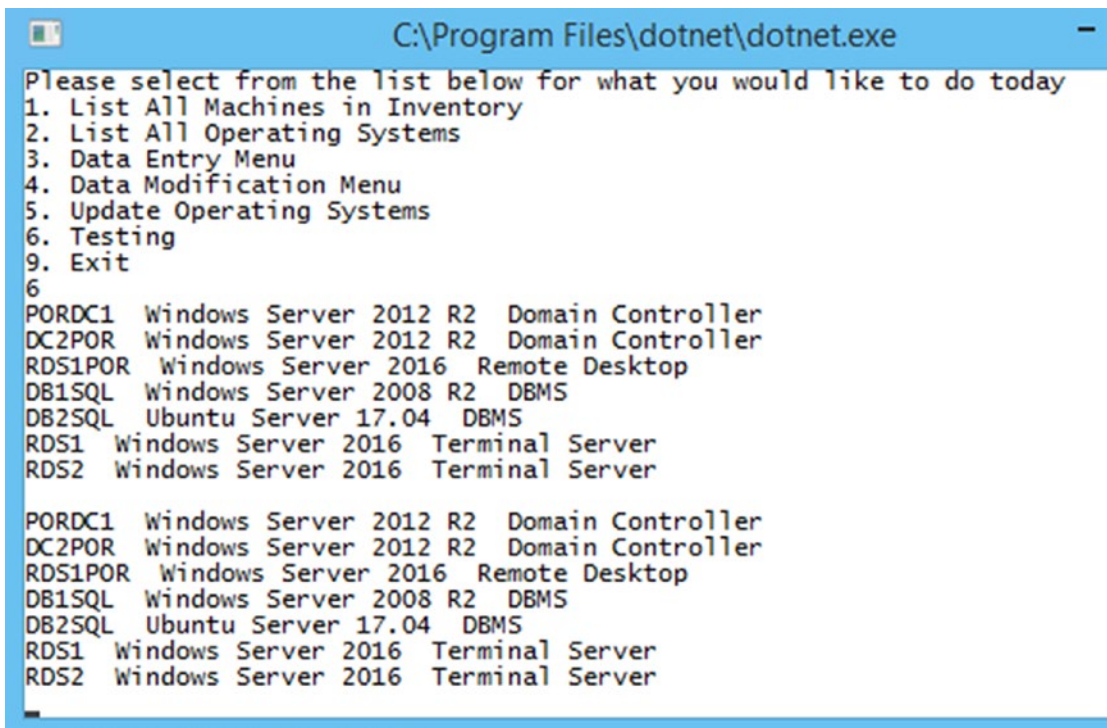 C:\Program Files\dotnet\dotnet.exe
Please select from the list below for what you would like to do today
1. List All Machines in Inventory
2. List All Operating Systems
3. Data Entry Menu
4. Data Modification Menu
5. Update Operating Systems
6. Testing
9. Exit
6
PORDC1  Windows Server 2012 R2  Domain Controller
DC2POR  Windows Server 2012 R2  Domain Controller
RDS1POR  Windows Server 2016  Remote Desktop
DB1SQL  Windows Server 2008 R2  DBMS
DB2SQL  Ubuntu Server 17.04  DBMS
RDS1  Windows Server 2016  Terminal Server
RDS2  Windows Server 2016  Terminal Server

PORDC1  Windows Server 2012 R2  Domain Controller
DC2POR  Windows Server 2012 R2  Domain Controller
RDS1POR  Windows Server 2016  Remote Desktop
DB1SQL  Windows Server 2008 R2  DBMS
DB2SQL  Ubuntu Server 17.04  DBMS
RDS1  Windows Server 2016  Terminal Server
RDS2  Windows Server 2016  Terminal Server